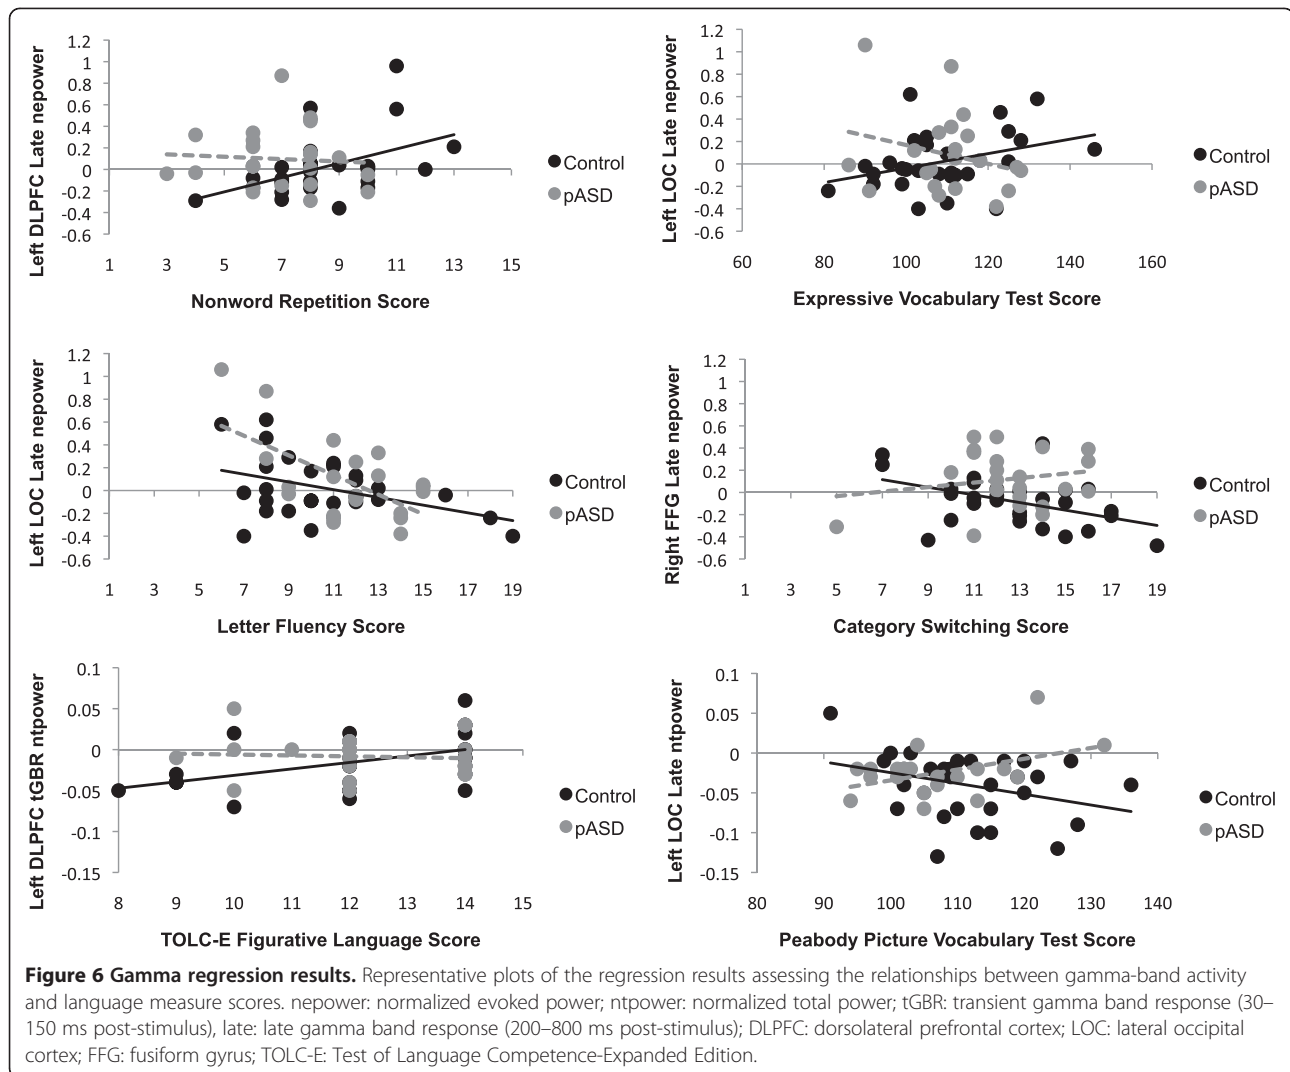 1.2
1
0.8
0.6
0.4
0.2
0
-0.2
-0.4
-0.6
Left DLPFC Late nepower
1 3 5 7 9 11 13 15
Nonword Repetition Score
Control
pASD
1.2
1
0.8
0.6
0.4
0.2
0
-0.2
-0.4
-0.6
Left LOC Late nepower
60 80 100 120 140 160
Expressive Vocabulary Test Score
Control
pASD
1.2
1
0.8
0.6
0.4
0.2
0
-0.2
-0.4
-0.6
Left LOC Late nepower
1 3 5 7 9 11 13 15 17 19
Letter Fluency Score
Control
pASD
1.2
1
0.8
0.6
0.4
0.2
0
-0.2
-0.4
-0.6
Right FFG Late nepower
1 3 5 7 9 11 13 15 17 19
Category Switching Score
Control
pASD
0.1
0.05
0
-0.05
-0.1
-0.15
Left DLPFC tGBR ntpower
8 9 10 11 12 13 14 15
TOLC-E Figurative Language Score
Control
pASD
0.1
0.05
0
-0.05
-0.1
-0.15
Left LOC Late ntpower
80 90 100 110 120 130 140
Peabody Picture Vocabulary Test Score
Control
pASD
Figure 6 Gamma regression results. Representative plots of the regression results assessing the relationships between gamma-band activity
and language measure scores. nepower: normalized evoked power; ntpower: normalized total power; tGBR: transient gamma band response (30–
150 ms post-stimulus), late: late gamma band response (200–800 ms post-stimulus); DLPFC: dorsolateral prefrontal cortex; LOC: lateral occipital
cortex; FFG: fusiform gyrus; TOLC-E: Test of Language Competence-Expanded Edition.